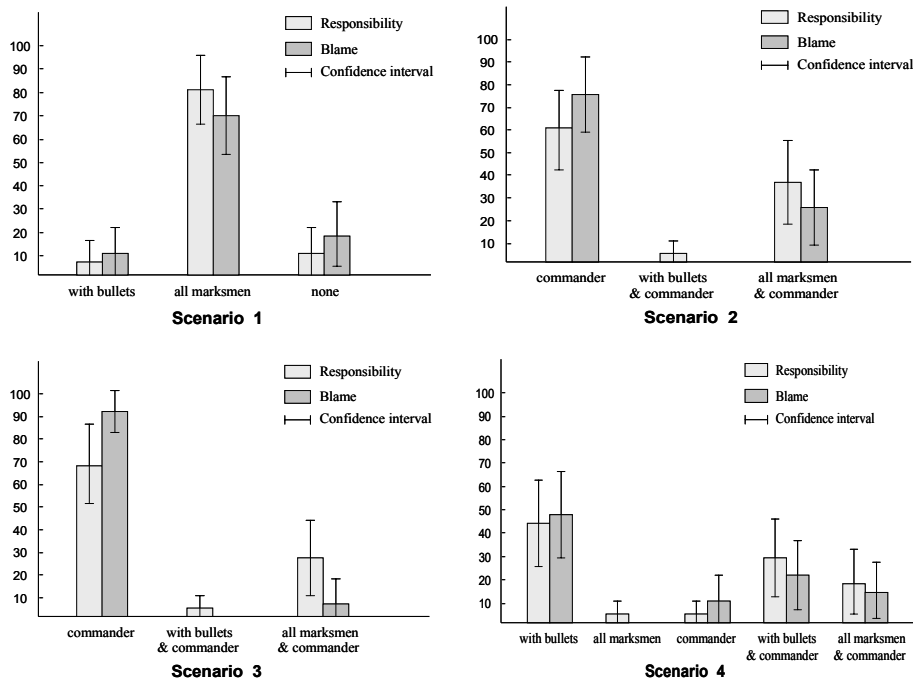 Responsibility
Blame
Confidence interval
100
90
80
70
60
50
40
30
20
10
with bullets all marksmen none
Scenario 1
Responsibility
Blame
Confidence interval
100
90
80
70
60
50
40
30
20
10
commander with bullets & commander all marksmen & commander
Scenario 2
Responsibility
Blame
Confidence interval
100
90
80
70
60
50
40
30
20
10
commander with bullets & commander all marksmen & commander
Scenario 3
Responsibility
Blame
Confidence interval
100
90
80
70
60
50
40
30
20
10
with bullets all marksmen commander with bullets & commander all marksmen & commander
Scenario 4